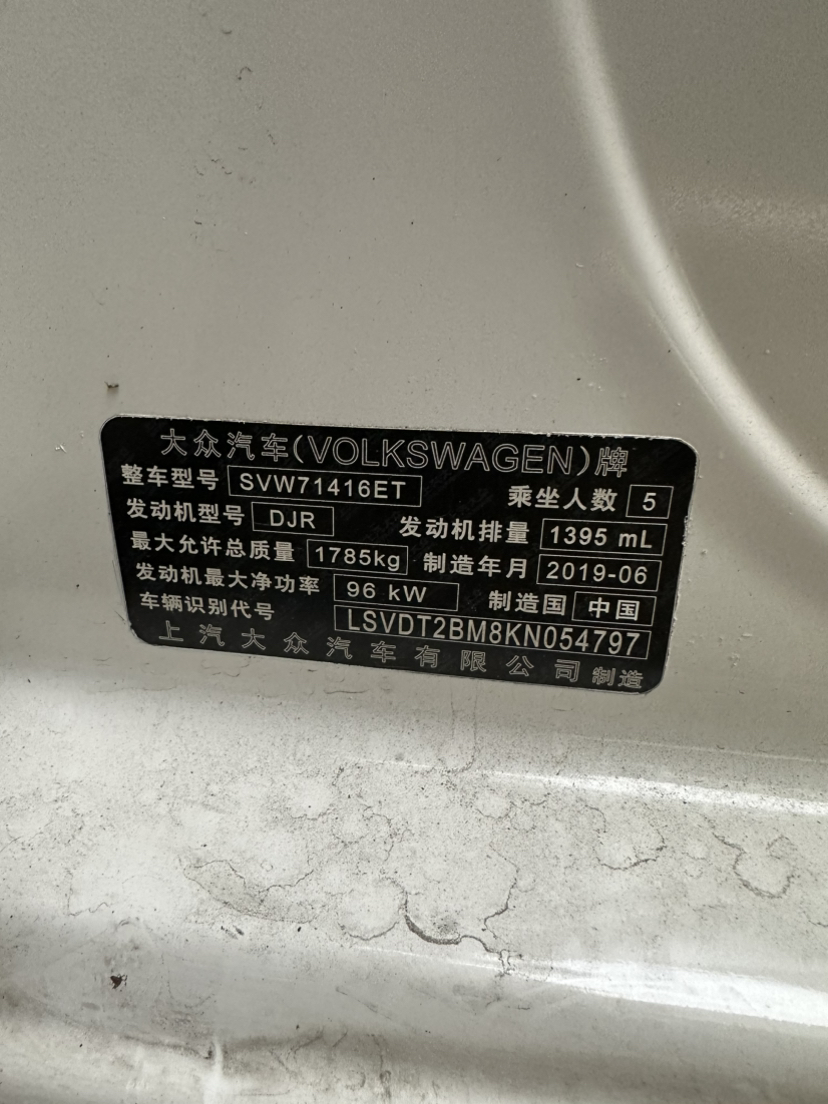 大众汽车(VOLKSWAGEN)牌
整车型号 SVW71416ET 乘坐人数 5
发动机型号 DJR 发动机排量 1395 mL
最大允许总质量 1785kg 制造年月 2019-06
发动机最大净功率 96 kW 制造国 中国
车辆识别代号 LSVDT2BM8KN054797
上汽大众汽车有限公司 制造